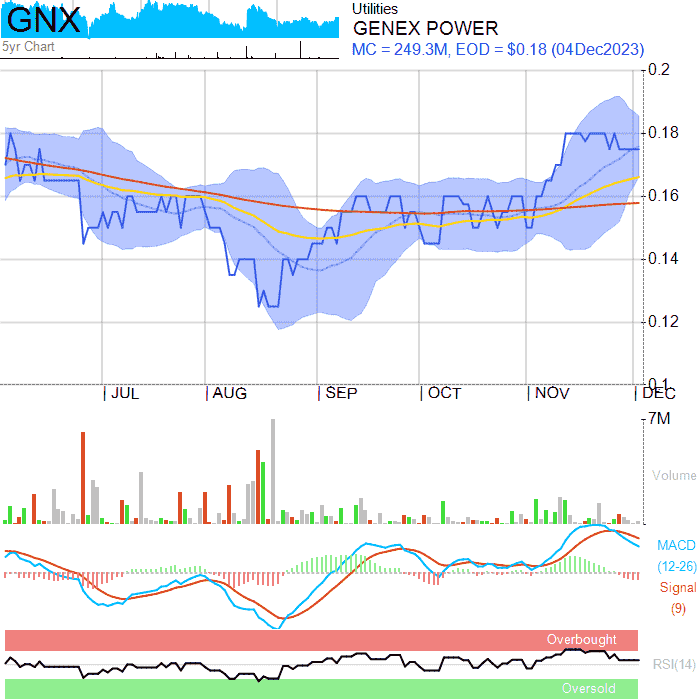 GNX
5yr Chart
Utilities
GENEX POWER
MC = 249.3M, EOD = $0.18 (04Dec2023)
0.2
0.18
0.16
0.14
0.12
0.1
JUL AUG SEP OCT NOV DEC
7M
Volume
MACD
(12-26)
Signal
(9)
Overbought
RSI(14)
Oversold